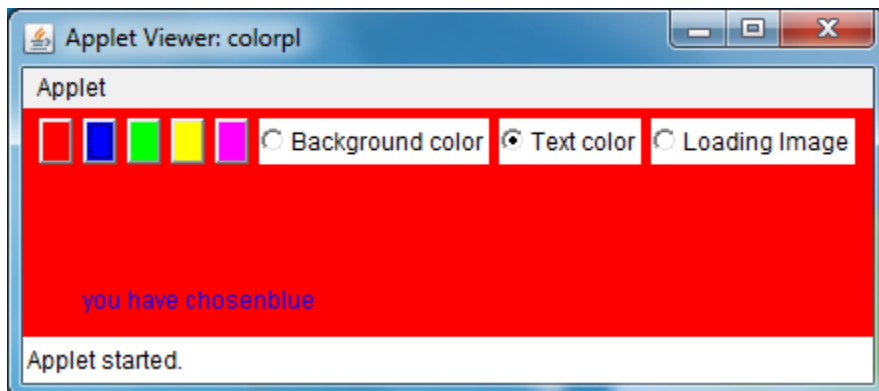 Applet Viewer: colorpl
Applet
Background color Text color Loading Image
you have chosenblue
Applet started.